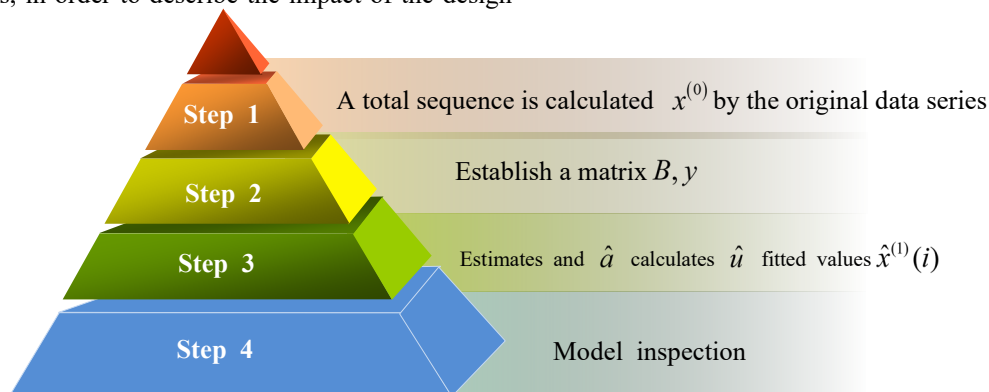 s, in order to describe the impact of the design
Step 1
A total sequence is calculated x^{(0)} by the original data series
Step 2
Establish a matrix B, y
Step 3
Estimates and â calculates û fitted values x̂^{(1)}(i)
Step 4
Model inspection